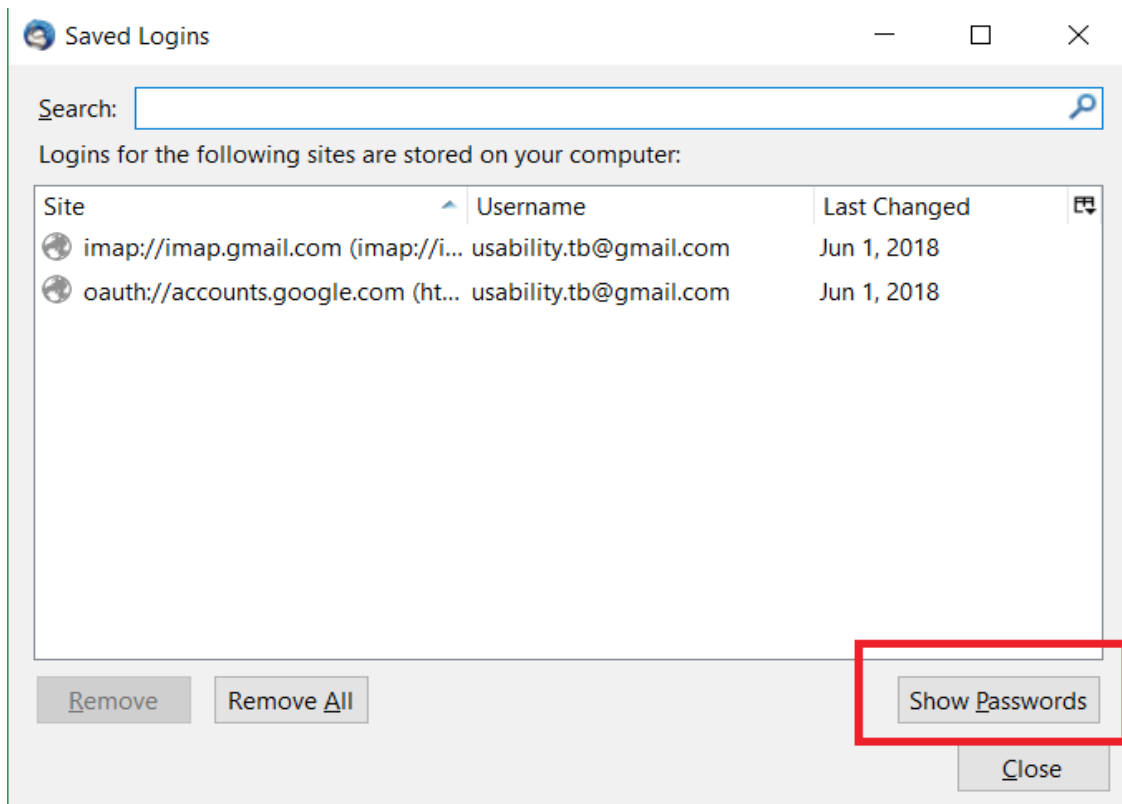 Saved Logins
Search:
Logins for the following sites are stored on your computer:
Site Username Last Changed
imap://imap.gmail.com (imap://i... usability.tb@gmail.com Jun 1, 2018
oauth://accounts.google.com (ht... usability.tb@gmail.com Jun 1, 2018
Remove Remove All Show Passwords
Close